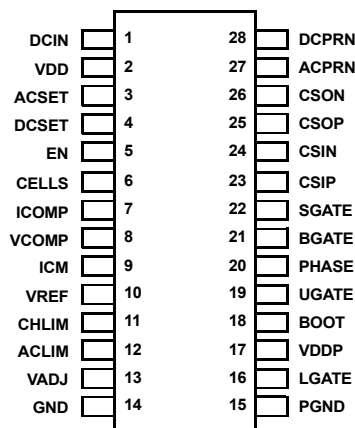 DCIN 1 28 DCPRN
VDD 2 27 ACPRN
ACSET 3 26 CSON
DCSET 4 25 CSOP
EN 5 24 CSIN
CELLS 6 23 CSIP
ICOMP 7 22 SGATE
VCOMP 8 21 BGATE
ICM 9 20 PHASE
VREF 10 19 UGATE
CHLIM 11 18 BOOT
ACLIM 12 17 VDDP
VADJ 13 16 LGATE
GND 14 15 PGND